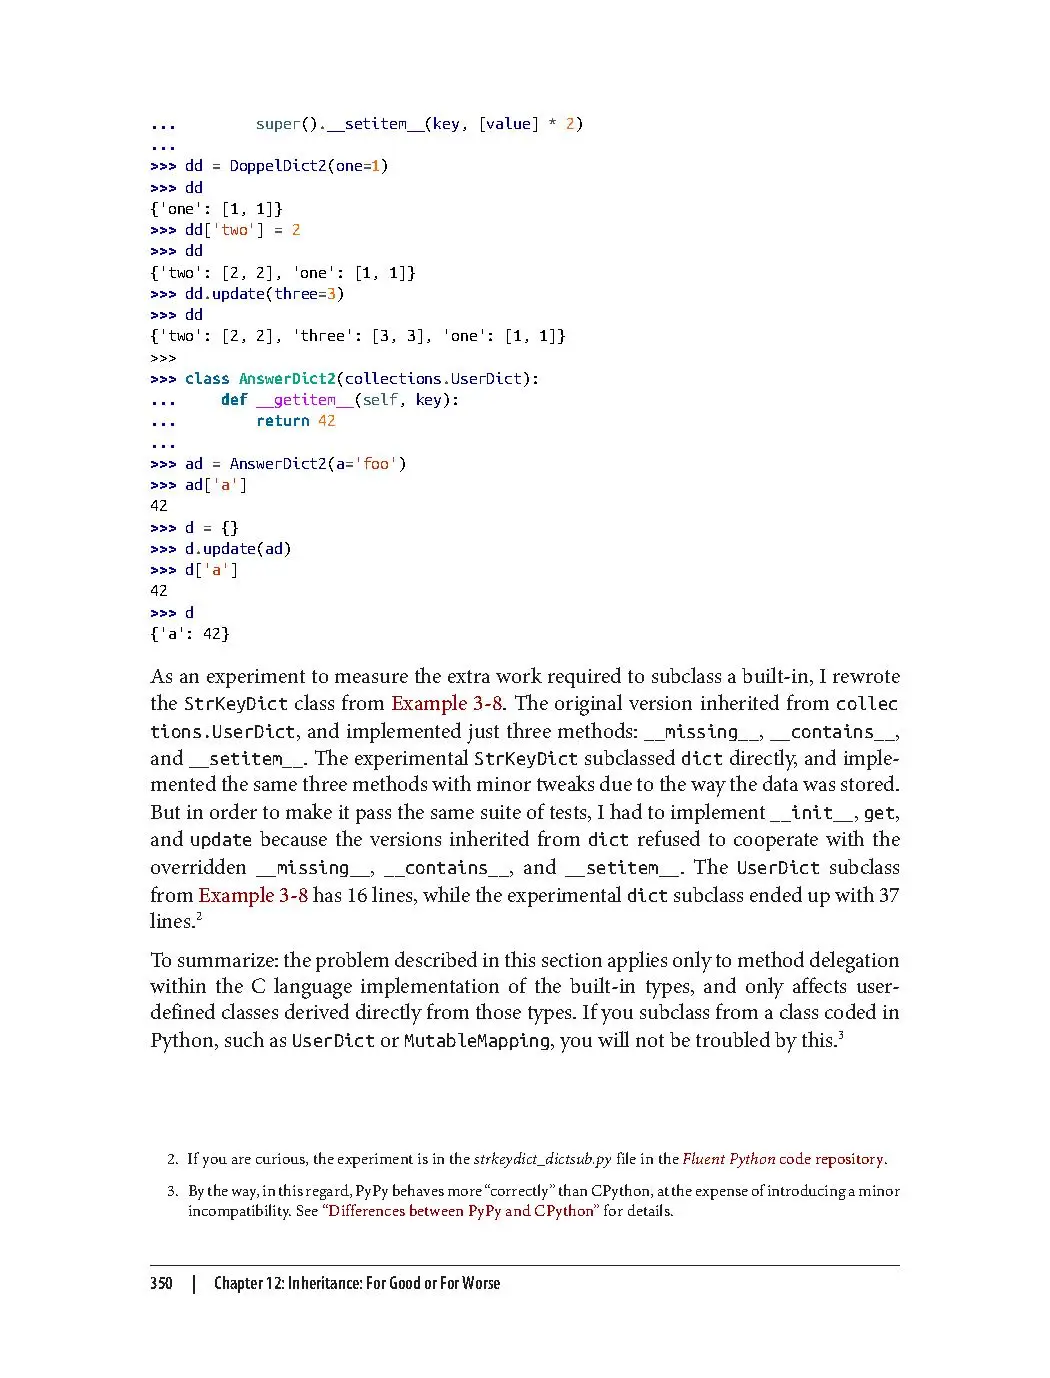 ...         super().__setitem__(key, [value] * 2)
...
>>> dd = DoppelDict2(one=1)
>>> dd
{'one': [1, 1]}
>>> dd['two'] = 2
>>> dd
{'two': [2, 2], 'one': [1, 1]}
>>> dd.update(three=3)
>>> dd
{'two': [2, 2], 'three': [3, 3], 'one': [1, 1]}
>>>
>>> class AnswerDict2(collections.UserDict):
...     def __getitem__(self, key):
...         return 42
...
>>> ad = AnswerDict2(a='foo')
>>> ad['a']
42
>>> d = {}
>>> d.update(ad)
>>> d['a']
42
>>> d
{'a': 42}
As an experiment to measure the extra work required to subclass a built-in, I rewrote
the StrKeyDict class from Example 3-8. The original version inherited from collec
tions.UserDict, and implemented just three methods: __missing__, __contains__,
and __setitem__. The experimental StrKeyDict subclassed dict directly, and imple-
mented the same three methods with minor tweaks due to the way the data was stored.
But in order to make it pass the same suite of tests, I had to implement __init__, get,
and update because the versions inherited from dict refused to cooperate with the
overridden __missing__, __contains__, and __setitem__. The UserDict subclass
from Example 3-8 has 16 lines, while the experimental dict subclass ended up with 37
lines.2
To summarize: the problem described in this section applies only to method delegation
within the C language implementation of the built-in types, and only affects user-
defined classes derived directly from those types. If you subclass from a class coded in
Python, such as UserDict or MutableMapping, you will not be troubled by this.3
2. If you are curious, the experiment is in the strkeydict_dictsub.py file in the Fluent Python code repository.
3. By the way, in this regard, PyPy behaves more “correctly” than CPython, at the expense of introducing a minor
incompatibility. See “Differences between PyPy and CPython” for details.
350 | Chapter 12: Inheritance: For Good or For Worse